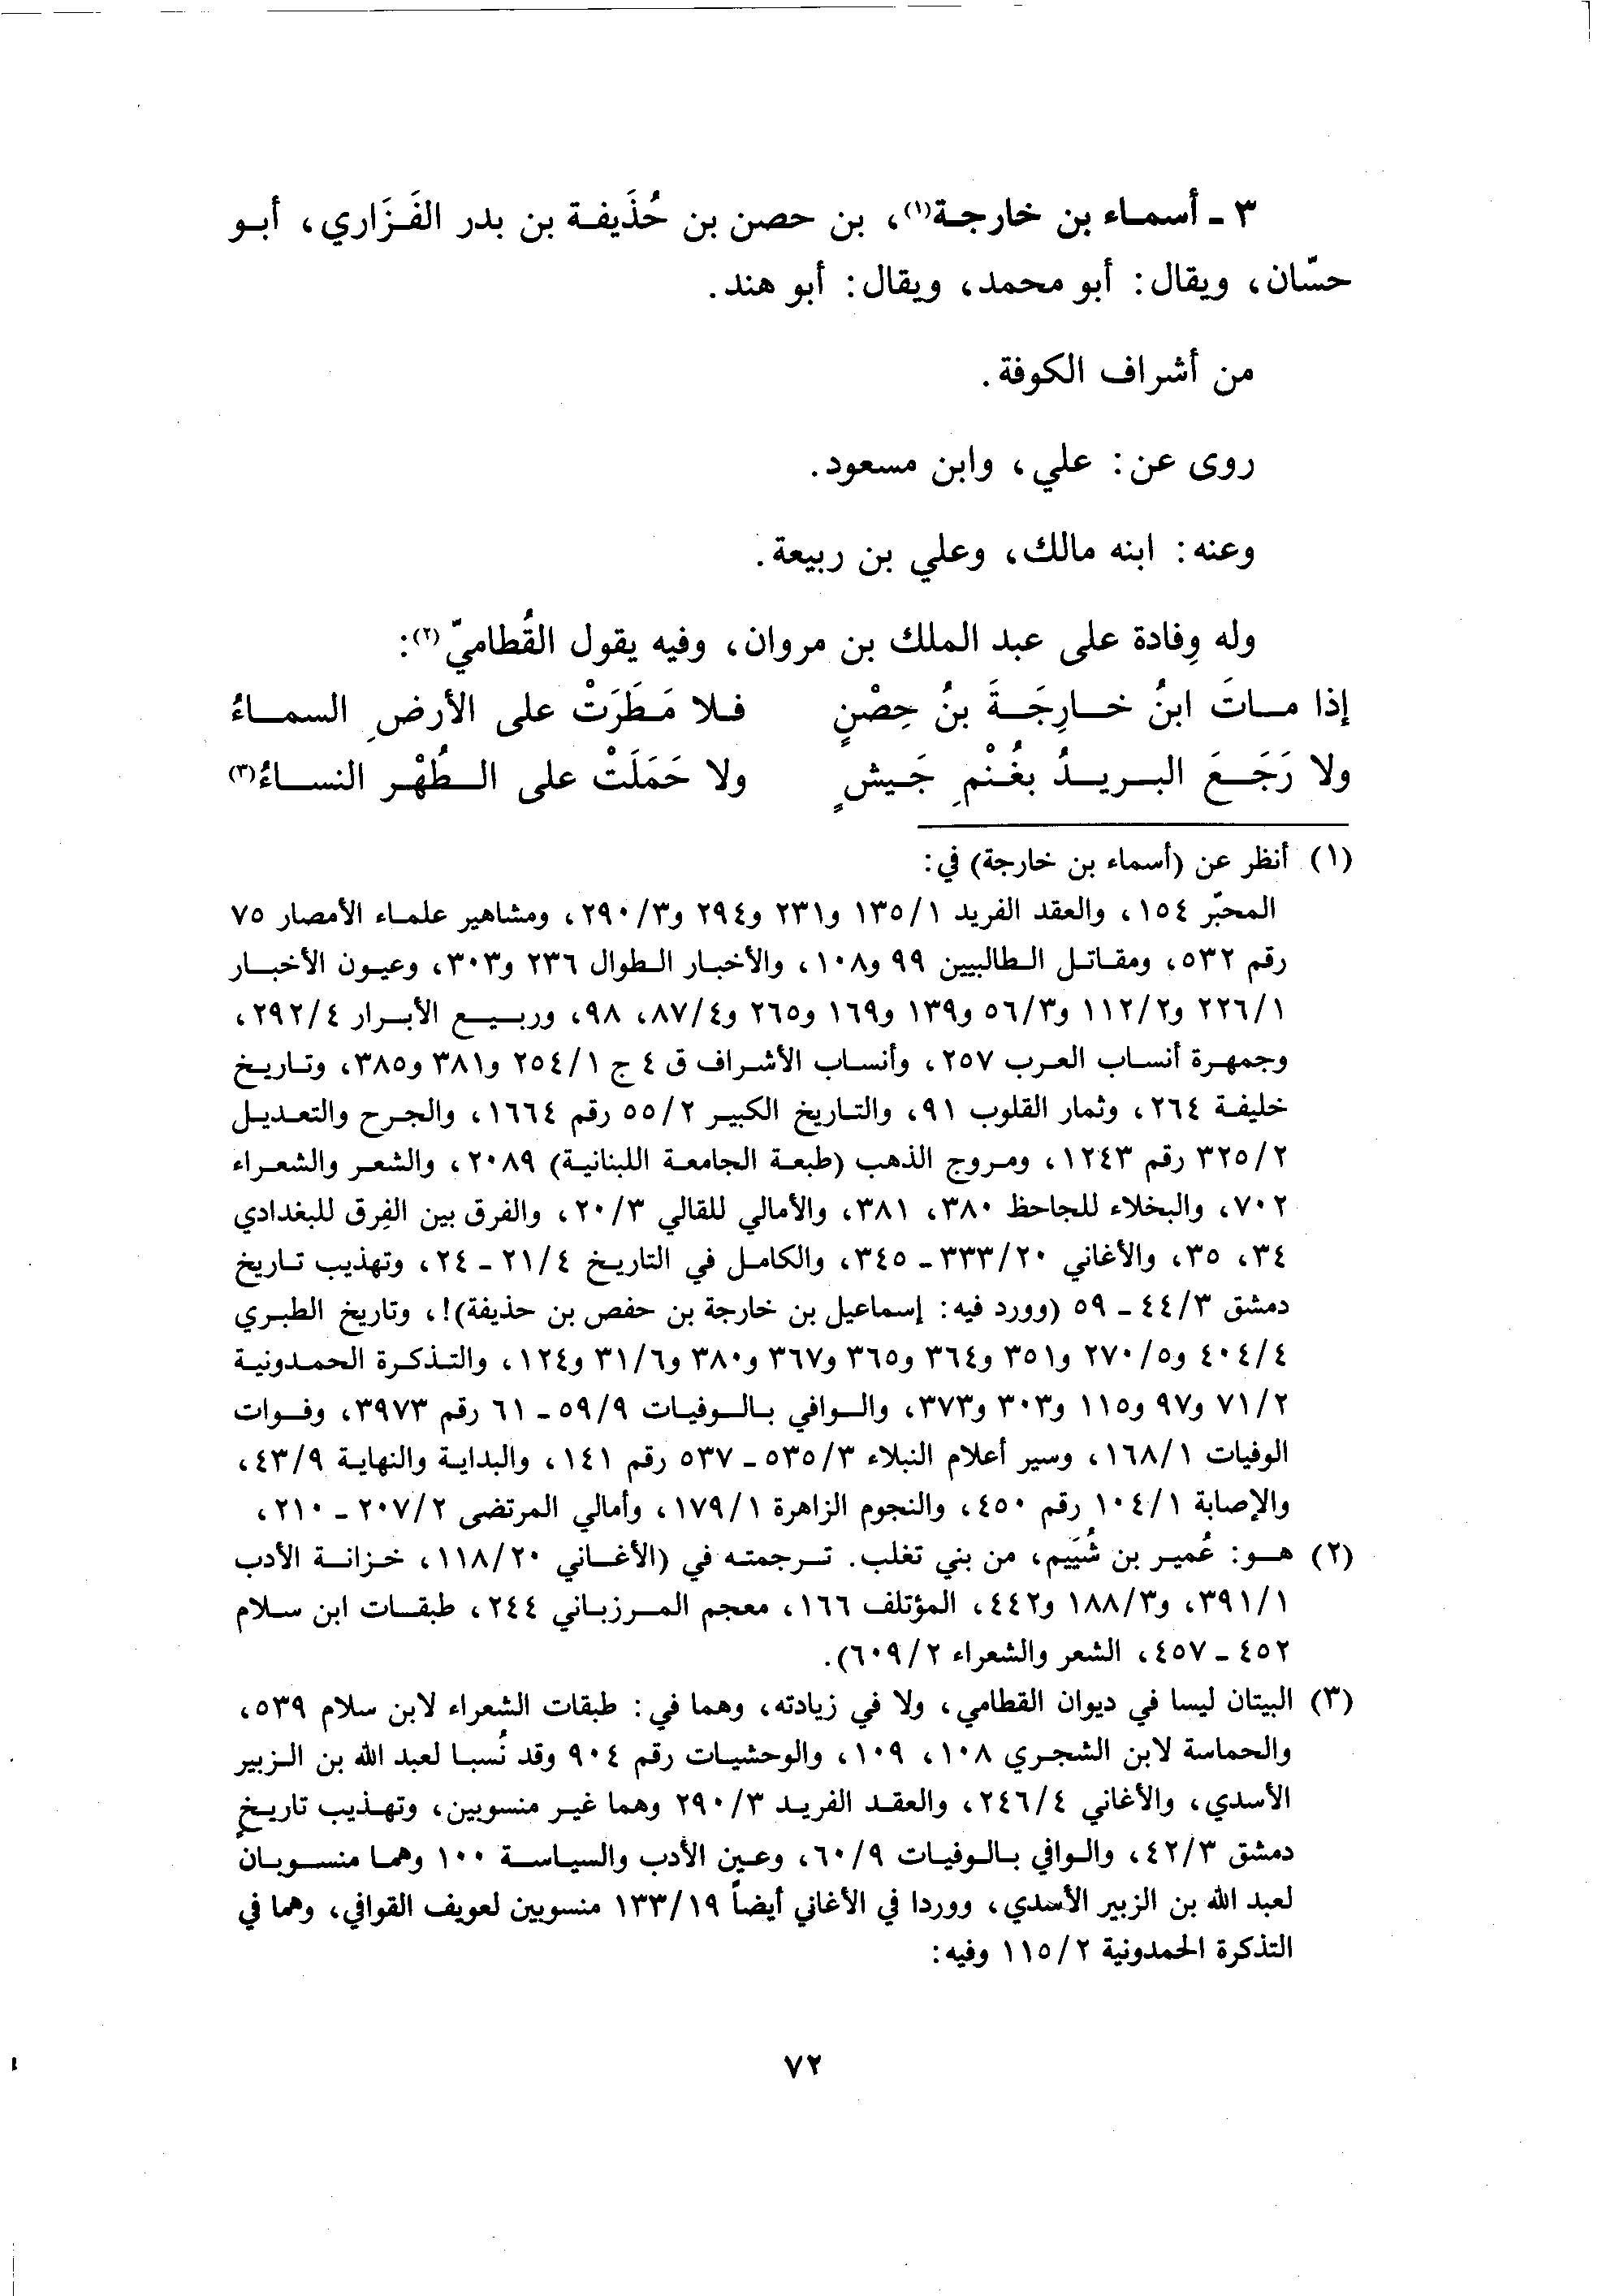 ٣ ـ أسماء بن خارجة(١)، بن حصن بن حُذَيفة بن بدر الفَزَاري، أبو
حسّان، ويقال: أبو محمد، ويقال: أبو هند.
من أشراف الكوفة.
روى عن: علي، وابن مسعود.
وعنه: ابنه مالك، وعلي بن ربيعة.
وله وِفادة على عبد الملك بن مروان، وفيه يقول القُطاميّ(٢):
إذا ماتَ ابنُ خارِجَةَ بنُ حِصْنٍ فلا مَطَرَتْ على الأرضِ السماءُ
ولا رَجَعَ البريدُ بغُنْمِ جَيشٍ ولا حَمَلَتْ على الطُهْر النساءُ(٣)
(١) أنظر عن (أسماء بن خارجة) في:
المحبّر ١٥٤، والعقد الفريد ١/١٣٥ و٢٣١ و٢٩٤ و٣/٢٩٠، ومشاهير علماء الأمصار ٧٥
رقم ٥٣٢، ومقاتل الطالبيين ٩٩ و١٠٨، والأخبار الطوال ٢٣٦ و٣٠٣، وعيون الأخبار
١/٢٢٦ و٢/١١٢ و٣/٥٦ و١٣٩ و١٦٩ و٢٦٥ و٤/٨٧، ٩٨، وربيع الأبرار ٤/٢٩٢،
وجمهرة أنساب العرب ٢٥٧، وأنساب الأشراف ق ٤ ج ١/٢٥٤ و٣٨١ و٣٨٥، وتاريخ
خليفة ٢٦٤، وثمار القلوب ٩١، والتاريخ الكبير ٢/٥٥ رقم ١٦٦٤، والجرح والتعديل
٢/٣٢٥ رقم ١٢٤٣، ومروج الذهب (طبعة الجامعة اللبنانية) ٢٠٨٩، والشعر والشعراء
٧٠٢، والبخلاء للجاحظ ٣٨٠، ٣٨١، والأمالي للقالي ٣/٢٠، والفرق بين الفِرق للبغدادي
٣٤، ٣٥، والأغاني ٢٠/٣٣٣ ـ ٣٤٥، والكامل في التاريخ ٤/٢١ ـ ٢٤، وتهذيب تاريخ
دمشق ٣/٤٤ ـ ٥٩ (وورد فيه: إسماعيل بن خارجة بن حفص بن حذيفة)!، وتاريخ الطبري
٤/٤٠٤ و٥/٢٧٠ و٣٥١ و٣٦٤ و٣٦٥ و٣٦٧ و٣٨٠ و٦/٣١ و١٢٤، والتذكرة الحمدونية
٢/٧١ و٩٧ و١١٥ و٣٠٣ و٣٧٣، والوافي بالوفيات ٩/٥٩ ـ ٦١ رقم ٣٩٧٣، وفوات
الوفيات ١/١٦٨، وسير أعلام النبلاء ٣/٥٣٥ ـ ٥٣٧ رقم ١٤١، والبداية والنهاية ٩/٤٣،
والإصابة ١/١٠٤ رقم ٤٥٠، والنجوم الزاهرة ١/١٧٩، وأمالي المرتضى ٢/٢٠٧ ـ ٢١٠،
(٢) هو: عُمير بن شُيَيم، من بني تغلب. ترجمته في (الأغاني ٢٠/١١٨، خزانة الأدب
١/٣٩١، و٣/١٨٨ و٤٤٢، المؤتلف ١٦٦، معجم المرزباني ٢٤٤، طبقات ابن سلام
٤٥٢ ـ ٤٥٧، الشعر والشعراء ٢/٦٠٩).
(٣) البيتان ليسا في ديوان القطامي، ولا في زيادته، وهما في: طبقات الشعراء لابن سلام ٥٣٩،
والحماسة لابن الشجري ١٠٨، ١٠٩، والوحشيات رقم ٩٠٤ وقد نُسبا لعبد الله بن الزبير
الأسدي، والأغاني ٤/٢٤٦، والعقد الفريد ٣/٢٩٠ وهما غير منسوبين، وتهذيب تاريخ
دمشق ٣/٤٢، والوافي بالوفيات ٩/٦٠، وعين الأدب والسياسة ١٠٠ وهما منسوبان
لعبد الله بن الزبير الأسدي، ووردا في الأغاني أيضاً ١٩/١٣٣ منسوبين لعويف القوافي، وهما في
التذكرة الحمدونية ٢/١١٥ وفيه:
٧٢